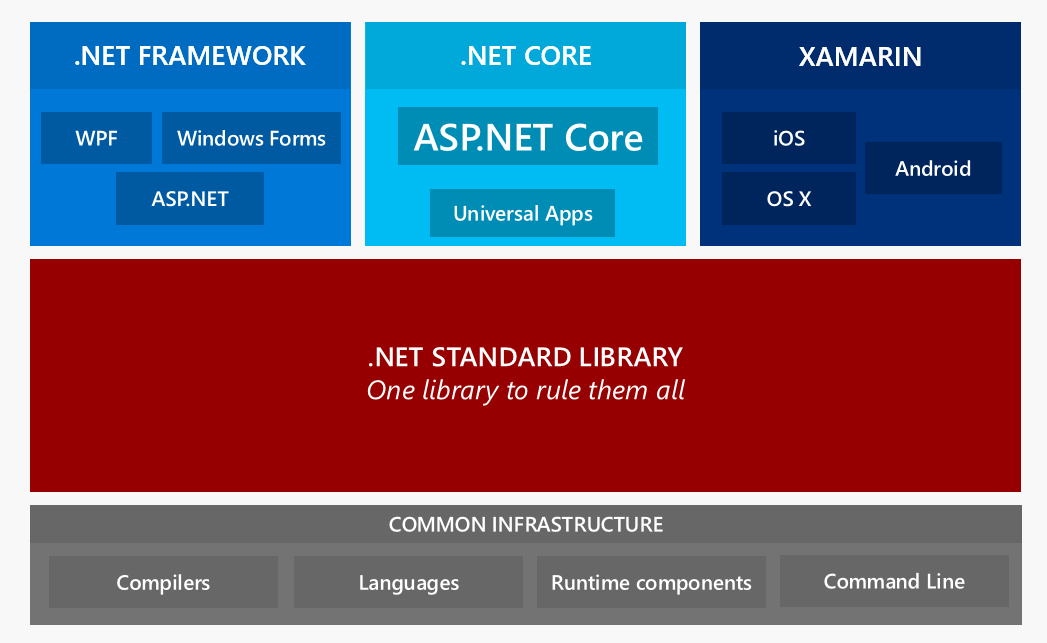 .NET FRAMEWORK
WPF
Windows Forms
ASP.NET
.NET CORE
ASP.NET Core
Universal Apps
XAMARIN
iOS
Android
OS X
.NET STANDARD LIBRARY
One library to rule them all
COMMON INFRASTRUCTURE
Compilers
Languages
Runtime components
Command Line